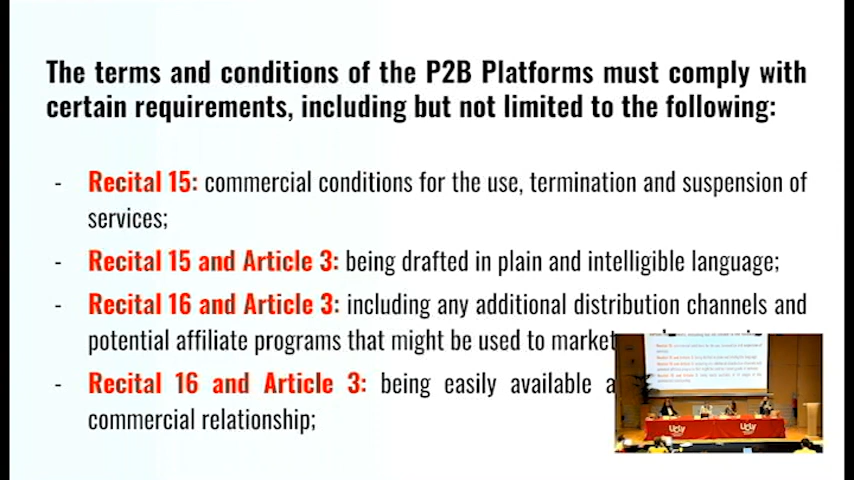 The terms and conditions of the P2B Platforms must comply with
certain requirements, including but not limited to the following:
- Recital 15: commercial conditions for the use, termination and suspension of
services;
- Recital 15 and Article 3: being drafted in plain and intelligible language;
- Recital 16 and Article 3: including any additional distribution channels and
potential affiliate programs that might be used to market
- Recital 16 and Article 3: being easily available
commercial relationship;